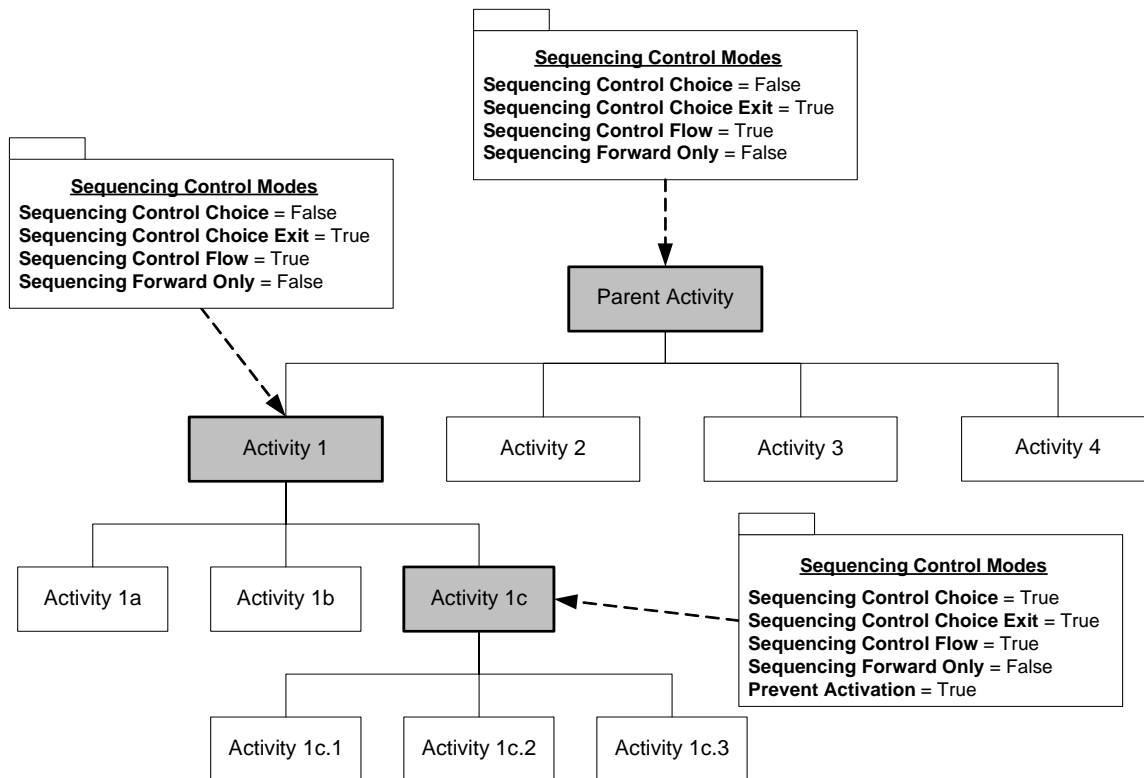 Sequencing Control Modes
Sequencing Control Choice = False
Sequencing Control Choice Exit = True
Sequencing Control Flow = True
Sequencing Forward Only = False
Sequencing Control Modes
Sequencing Control Choice = False
Sequencing Control Choice Exit = True
Sequencing Control Flow = True
Sequencing Forward Only = False
Parent Activity
Activity 1
Activity 2
Activity 3
Activity 4
Activity 1a
Activity 1b
Activity 1c
Sequencing Control Modes
Sequencing Control Choice = True
Sequencing Control Choice Exit = True
Sequencing Control Flow = True
Sequencing Forward Only = False
Prevent Activation = True
Activity 1c.1
Activity 1c.2
Activity 1c.3